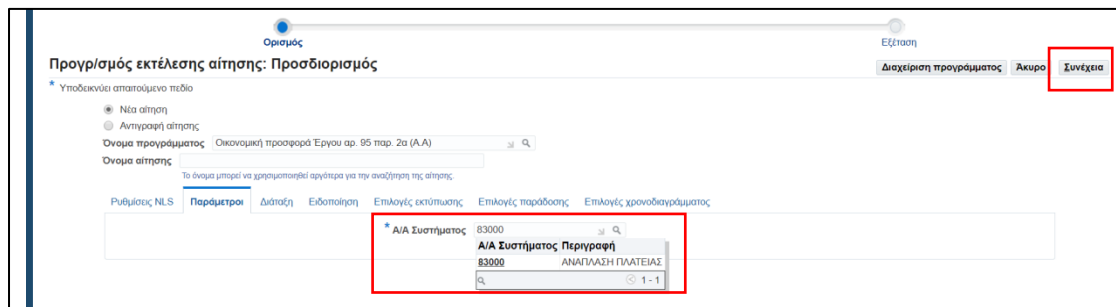 Ορισμός
Εξέταση
Προγρ/σμός εκτέλεσης αίτησης: Προσδιορισμός
Διαχείριση προγράμματος Άκυρο Συνέχεια
* Υποδεικνύει απαιτούμενο πεδίο
Νέα αίτηση
Αντιγραφή αίτησης
Όνομα προγράμματος Οικονομική προσφορά Έργου αρ. 95 παρ. 2α (Α.Α)
Όνομα αίτησης
Το όνομα μπορεί να χρησιμοποιηθεί αργότερα για την αναζήτηση της αίτησης.
Ρυθμίσεις NLS Παράμετροι Διάταξη Ειδοποίηση Επιλογές εκτύπωσης Επιλογές παράδοσης Επιλογές χρονοδιαγράμματος
* Α/Α Συστήματος 83000
Α/Α Συστήματος Περιγραφή
83000 ΑΝΑΠΛΑΣΗ ΠΛΑΤΕΙΑΣ
1 - 1